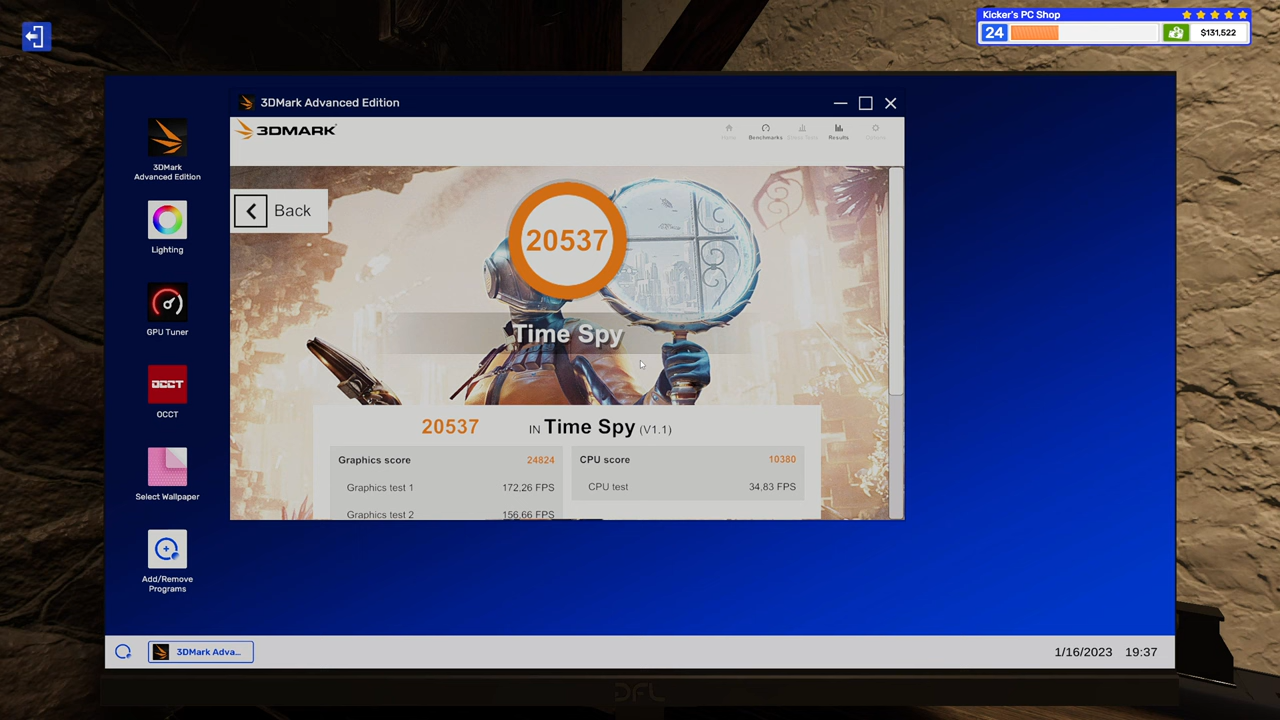 Kicker's PC Shop
24
$131,522
3DMark Advanced Edition
3DMARK
Benchmarks
Results
Back
20537
Time Spy
20537 IN Time Spy (V1.1)
Graphics score 24824
Graphics test 1 172,26 FPS
Graphics test 2 156,66 FPS
CPU score 10380
CPU test 34,83 FPS
3DMark
Advanced Edition
Lighting
GPU Tuner
OCCT
OCCT
Select Wallpaper
Add/Remove
Programs
3DMark Adva...
1/16/2023 19:37
DFL